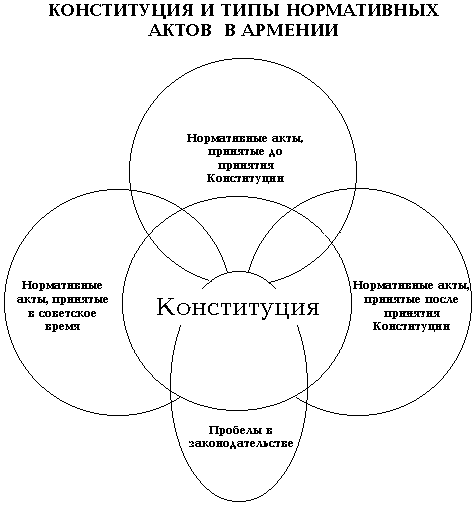 КОНСТИТУЦИЯ И ТИПЫ НОРМАТИВНЫХ
АКТОВ В АРМЕНИИ
Нормативные акты,
принятые до
принятия
Конституции
Нормативные
акты, принятые
в советское
время
Конституция
Нормативные акты,
принятые после
принятия
Конституции
Пробелы в
законодательстве